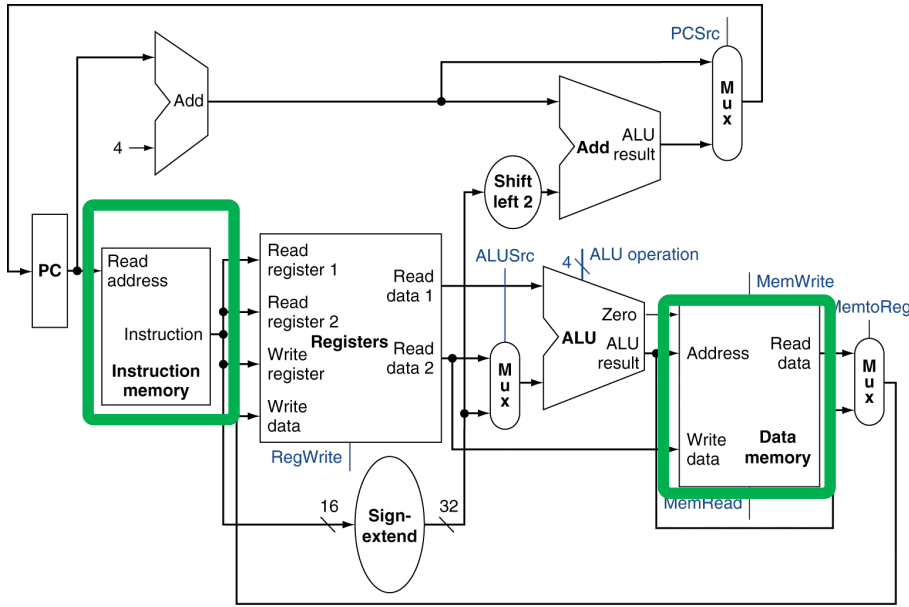 PCSrc
Mux
Add
4
Add
ALU
result
Shift
left 2
PC
Read
address
Instruction
Instruction
memory
Read
register 1
Read
register 2
Write
register
Write
data
Registers
Read
data 1
Read
data 2
RegWrite
ALUSrc
Mux
4
ALU operation
Zero
ALU
ALU
result
MemWrite
Address
Read
data
Write
data
Data
memory
MemRead
MemtoReg
Mux
16
Sign-
extend
32